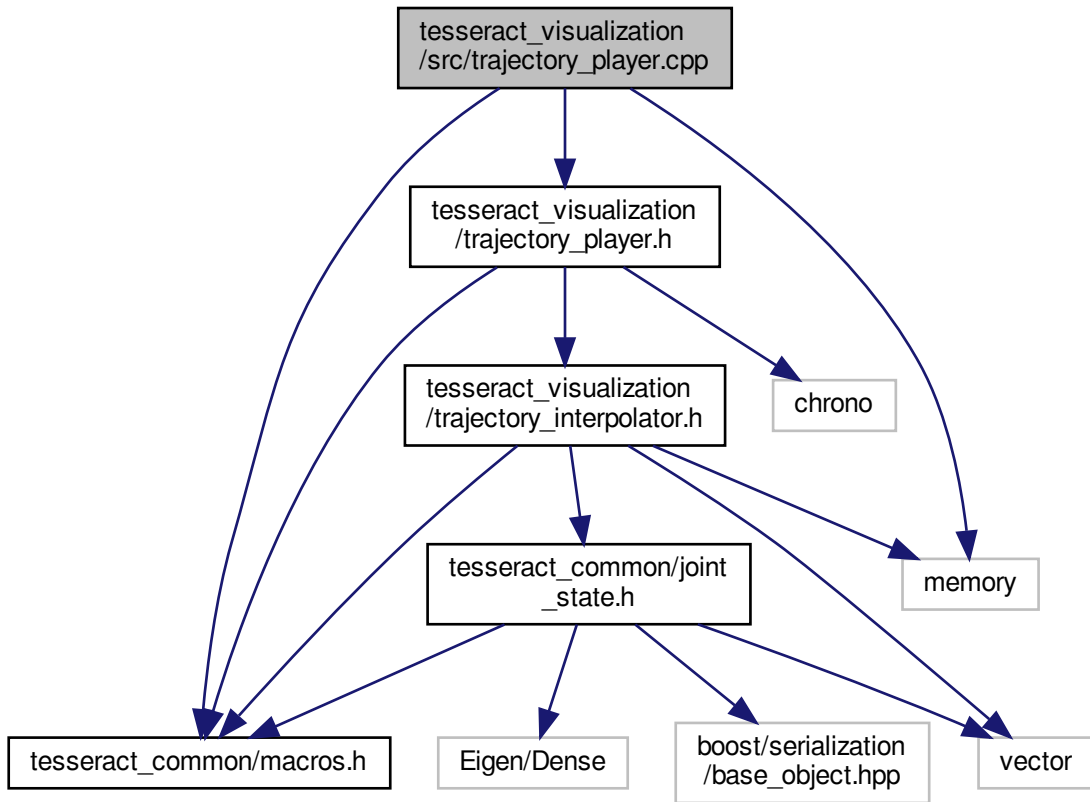 tesseract_visualization
/src/trajectory_player.cpp
tesseract_visualization
/trajectory_player.h
tesseract_visualization
/trajectory_interpolator.h
chrono
tesseract_common/joint
_state.h
memory
tesseract_common/macros.h
Eigen/Dense
boost/serialization
/base_object.hpp
vector